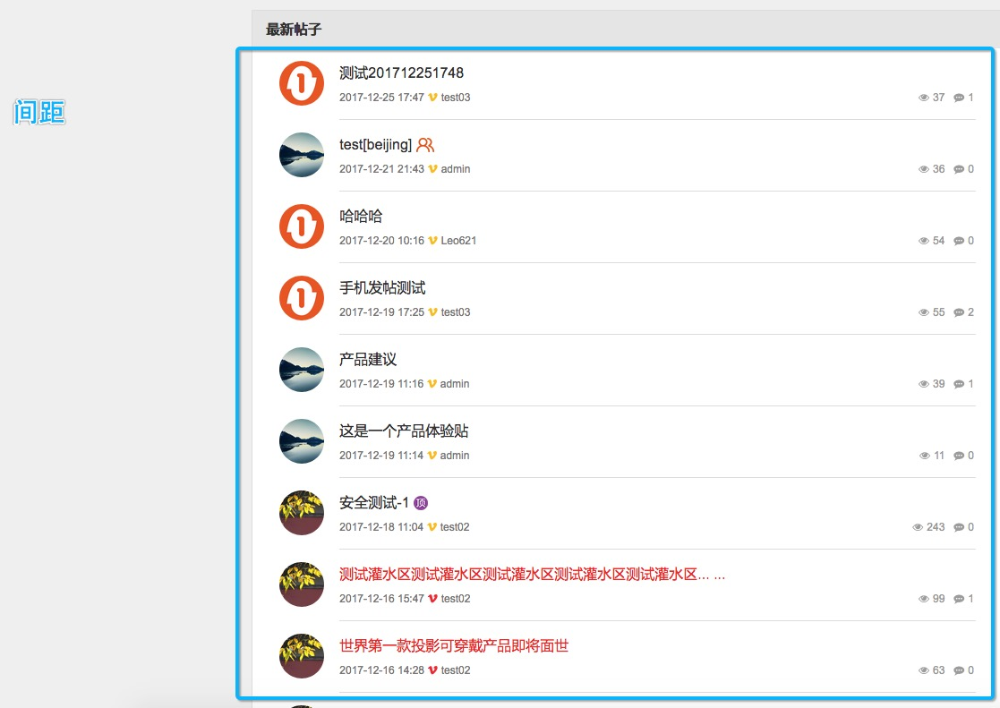 最新帖子
间距
测试201712251748
2017-12-25 17:47 test03 37 1
test[beijing]
2017-12-21 21:43 admin 36 0
哈哈哈
2017-12-20 10:16 Leo621 54 0
手机发帖测试
2017-12-19 17:25 test03 55 2
产品建议
2017-12-19 11:16 admin 39 1
这是一个产品体验贴
2017-12-19 11:14 admin 11 0
安全测试-1 顶
2017-12-18 11:04 test02 243 0
测试灌水区测试灌水区测试灌水区测试灌水区测试灌水区... ...
2017-12-16 15:47 test02 99 1
世界第一款投影可穿戴产品即将面世
2017-12-16 14:28 test02 63 0